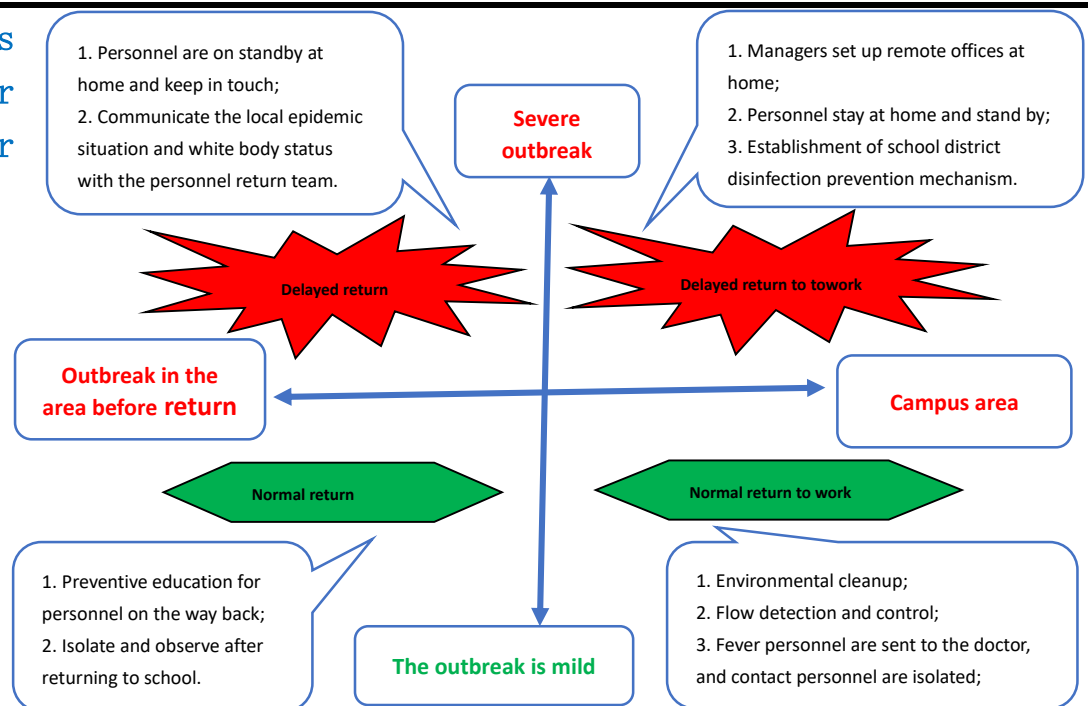 s
r
r
1. Personnel are on standby at
home and keep in touch;
2. Communicate the local epidemic
situation and white body status
with the personnel return team.
Severe
outbreak
1. Managers set up remote offices at
home;
2. Personnel stay at home and stand by;
3. Establishment of school district
disinfection prevention mechanism.
Delayed return
Delayed return to towork
Outbreak in the
area before return
Campus area
Normal return
Normal return to work
1. Preventive education for
personnel on the way back;
2. Isolate and observe after
returning to school.
The outbreak is mild
1. Environmental cleanup;
2. Flow detection and control;
3. Fever personnel are sent to the doctor,
and contact personnel are isolated;